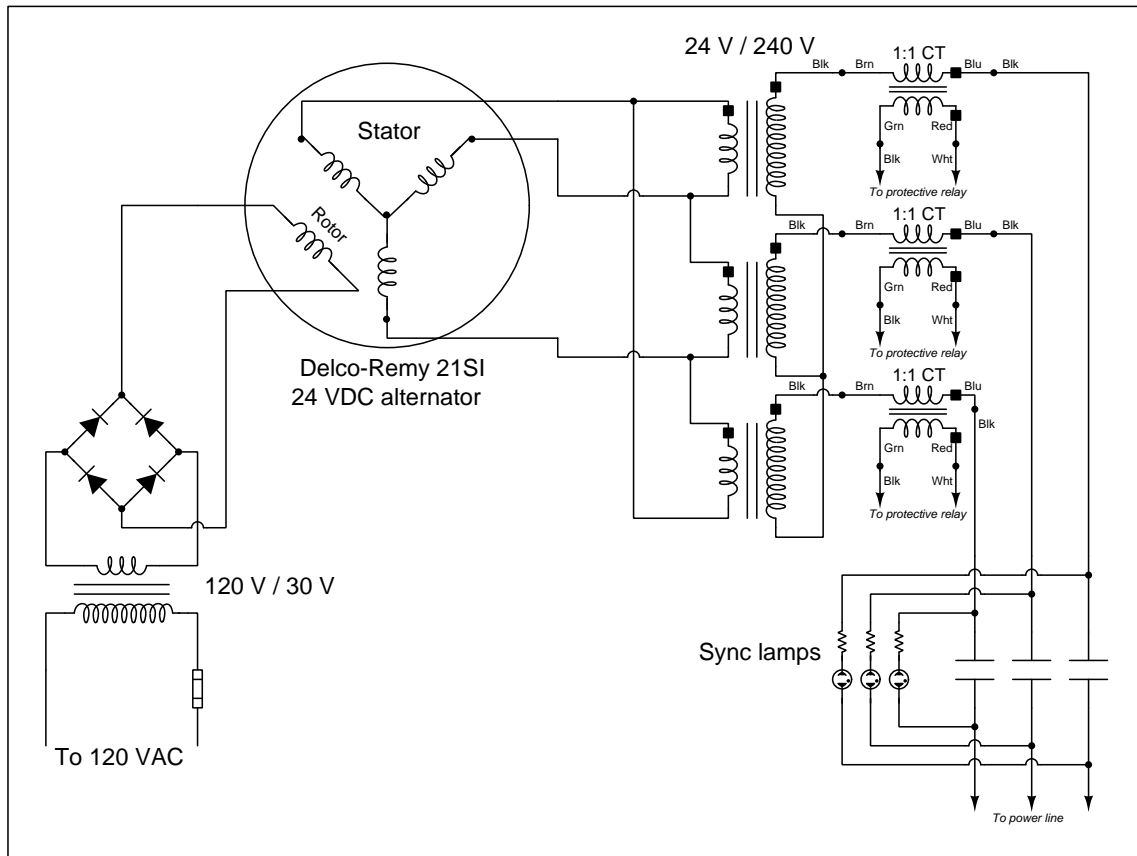 24 V / 240 V
Blk
Brn
1:1 CT
Blu
Blk
Grn
Red
Blk
Wht
To protective relay
Stator
Rotor
Blk
Brn
1:1 CT
Blu
Blk
Grn
Red
Blk
Wht
To protective relay
Delco-Remy 21SI
24 VDC alternator
Blk
Brn
1:1 CT
Blu
Blk
Grn
Red
Blk
Wht
To protective relay
120 V / 30 V
Sync lamps
To 120 VAC
To power line